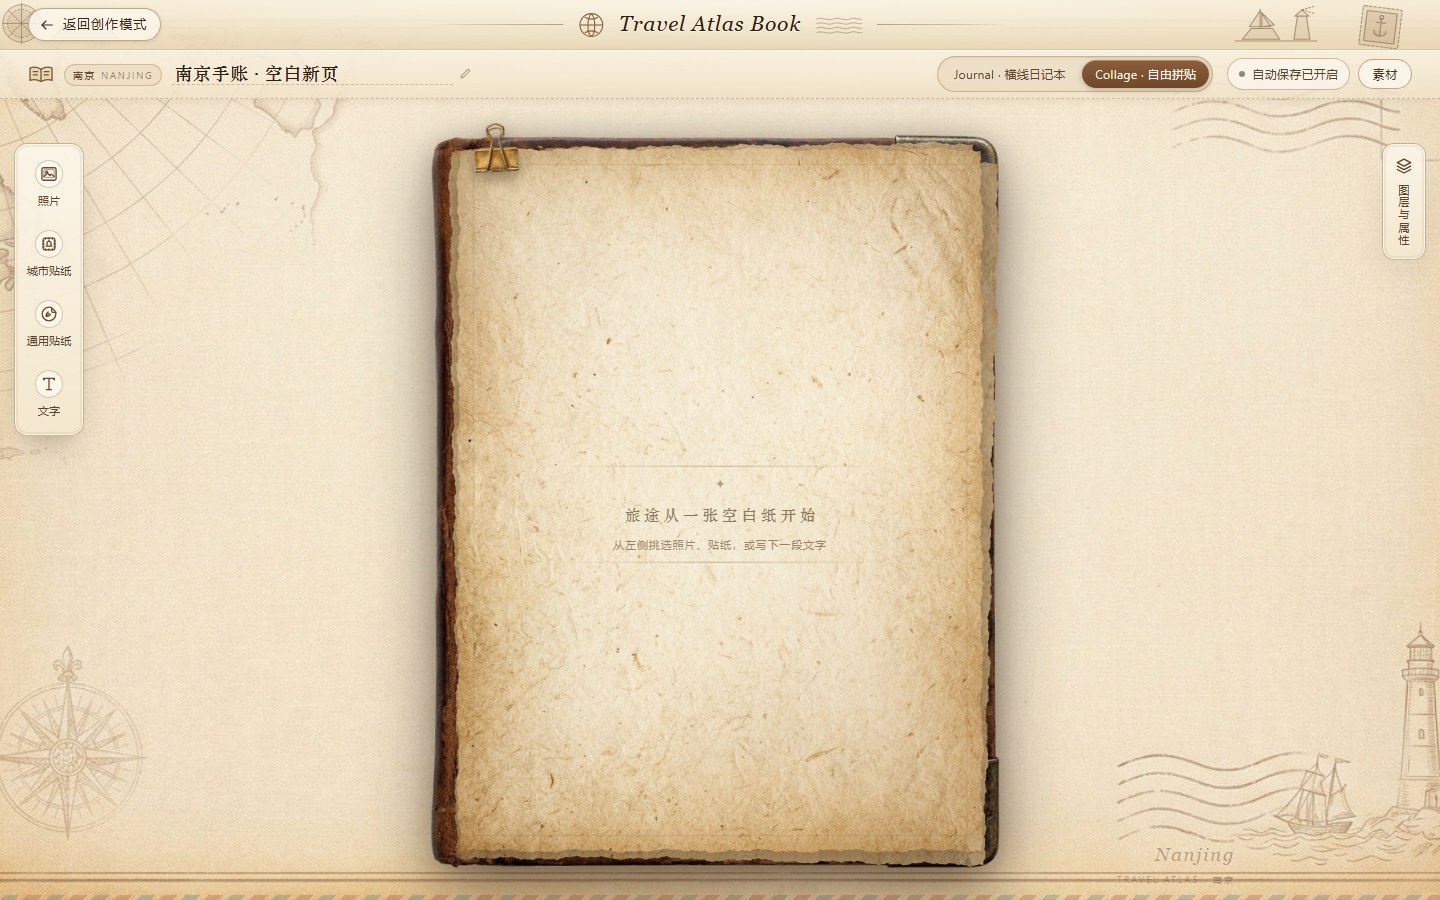 返回创作模式
Travel Atlas Book
南京 NANJING
南京手账 · 空白新页
Journal · 横线日记本
Collage · 自由拼贴
自动保存已开启
素材
照片
城市贴纸
通用贴纸
文字
图层与属性
旅途从一张空白纸开始
从左侧挑选照片、贴纸，或写下一段文字
Nanjing
TRAVEL ATLAS · 南京